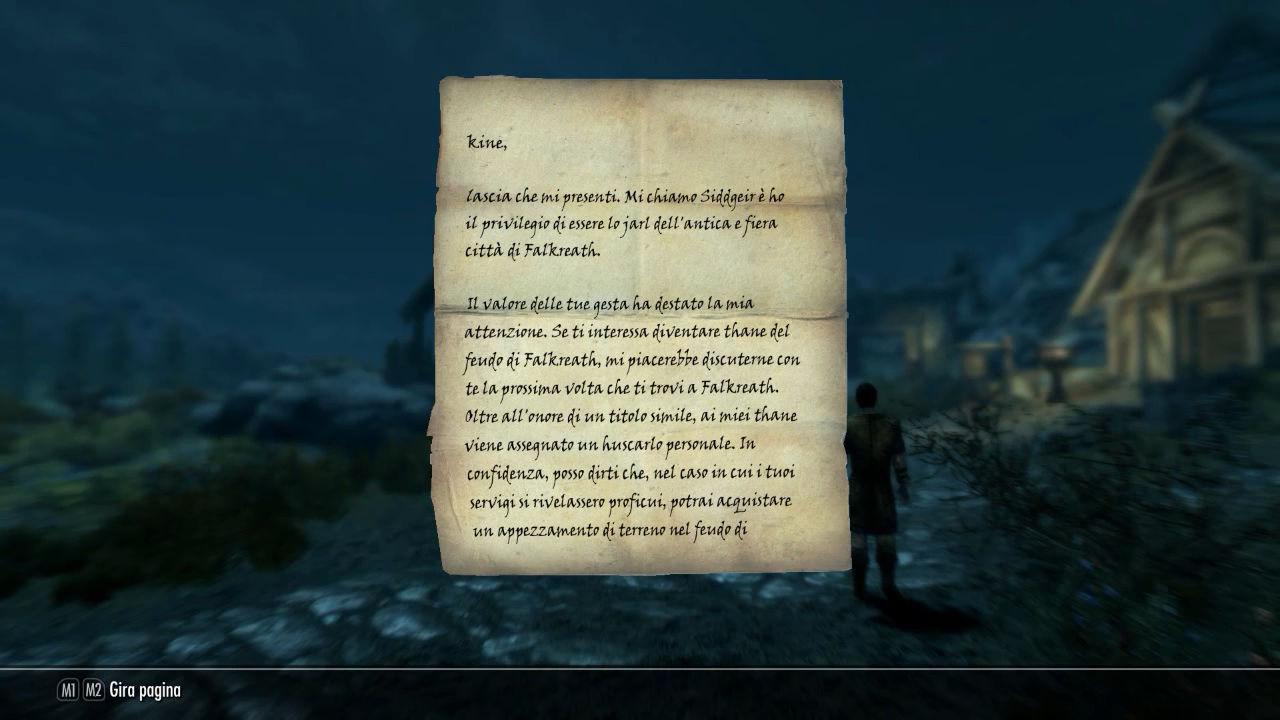 kine,
lascia che mi presenti. Mi chiamo Siddgeir è ho
il privilegio di essere lo jarl dell'antica e fiera
città di Falkreath.
Il valore delle tue gesta ha destato la mia
attenzione. Se ti interessa diventare thane del
feudo di Falkreath, mi piacerebbe discuterne con
te la prossima volta che ti trovi a Falkreath.
Oltre all'onore di un titolo simile, ai miei thane
viene assegnato un huscarlo personale. In
confidenza, posso dirti che, nel caso in cui i tuoi
servigi si rivelassero proficui, potrai acquistare
un appezzamento di terreno nel feudo di
M1 M2 Gira pagina